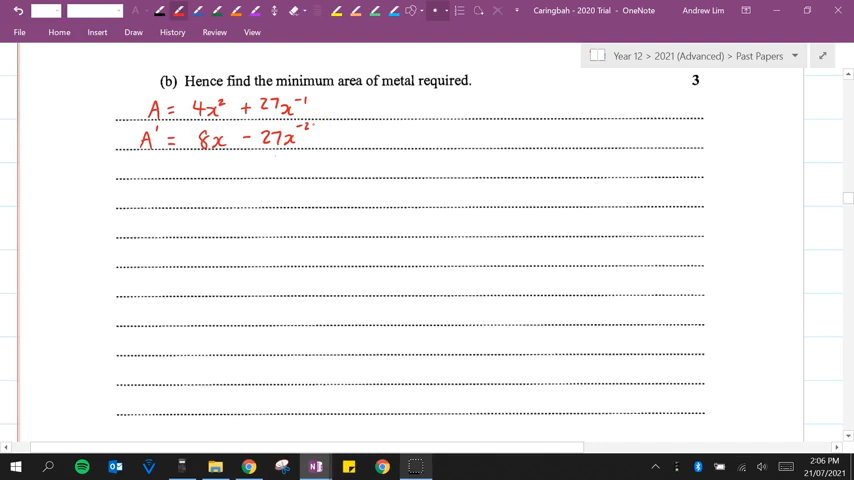 Caringbah - 2020 Trial - OneNote
Andrew Lim
File Home Insert Draw History Review View
Year 12 > 2021 (Advanced) > Past Papers
(b) Hence find the minimum area of metal required. 3
A = 4x² + 27x⁻¹
A' = 8x - 27x⁻²
2:06 PM
21/07/2021